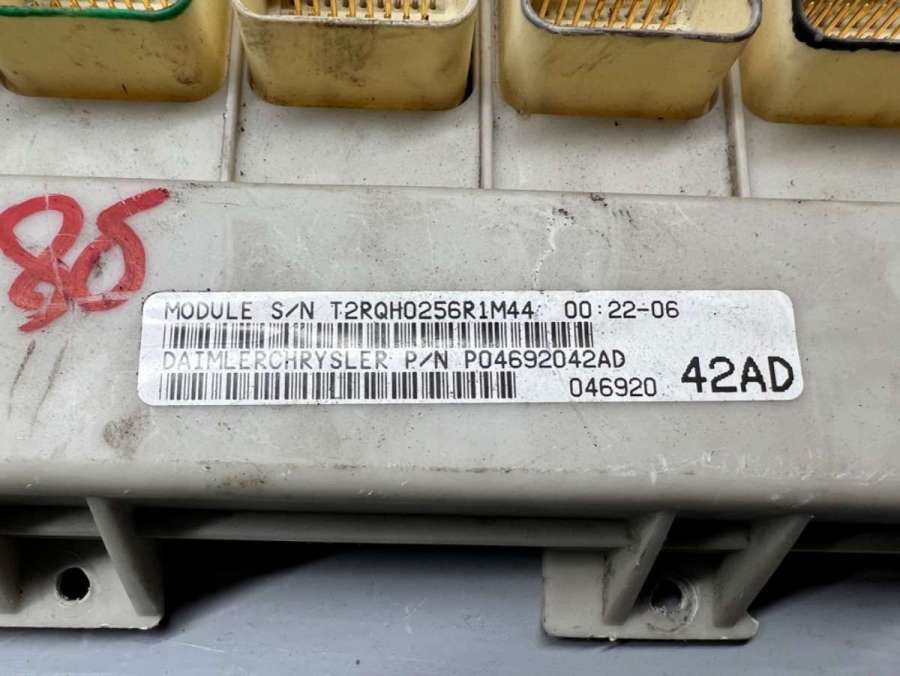 85
MODULE S/N T2RQH0256R1M44 00:22-06
DAIMLERCHRYSLER P/N P04692042AD
046920 42AD